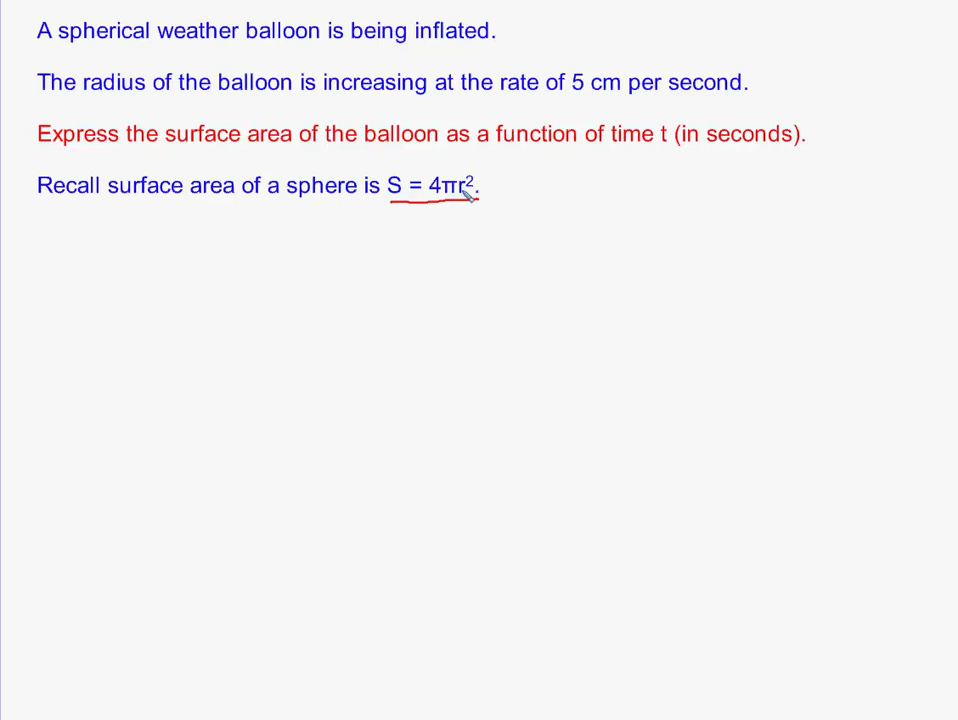 A spherical weather balloon is being inflated.
The radius of the balloon is increasing at the rate of 5 cm per second.
Express the surface area of the balloon as a function of time t (in seconds).
Recall surface area of a sphere is S = 4πr².